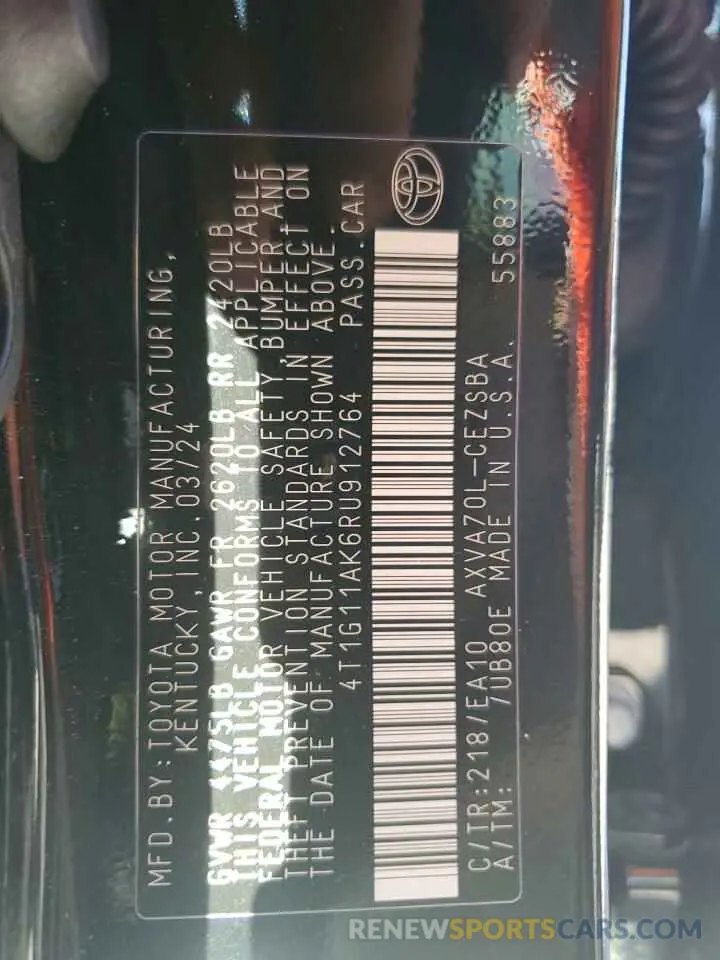 MFD.BY:TOYOTA MOTOR MANUFACTURING,
KENTUCKY, INC. 03/24
GVWR 4475LB GAWR FR 2620LB RR 2420LB
THIS VEHICLE CONFORMS TO ALL APPLICABLE
FEDERAL MOTOR VEHICLE SAFETY, BUMPER, AND
THEFT PREVENTION STANDARDS IN EFFECT ON
THE DATE OF MANUFACTURE SHOWN ABOVE.
4T1G11AK6RU912764 PASS.CAR
C/TR:218/EA10 AXVA70L-CEZSBA
A/TM: 7UB80E MADE IN U.S.A. 55883
RENEWSPORTSCARS.COM